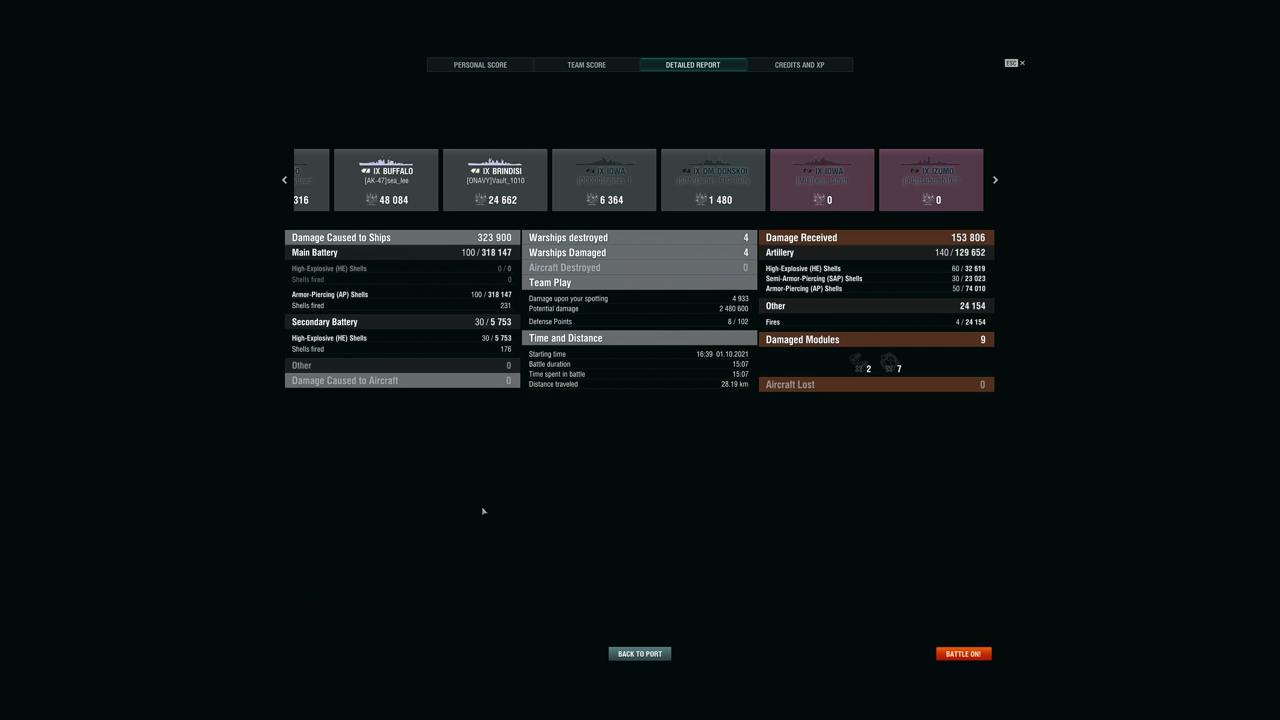 PERSONAL SCORE
TEAM SCORE
DETAILED REPORT
CREDITS AND XP
ESC ×
316
IX BUFFALO
[AK-47]sea_lee
48 084
IX BRINDISI
[ONAVY]Vault_1010
24 662
IX IOWA
6 364
IX DM. DONSKOI
1 480
IX IOWA
0
IX IZUMO
0
Damage Caused to Ships 323 900
Main Battery 100 / 318 147
High-Explosive (HE) Shells 0 / 0
Shells fired 0
Armor-Piercing (AP) Shells 100 / 318 147
Shells fired 231
Secondary Battery 30 / 5 753
High-Explosive (HE) Shells 30 / 5 753
Shells fired 176
Other 0
Damage Caused to Aircraft 0
Warships destroyed 4
Warships Damaged 4
Aircraft Destroyed 0
Team Play
Damage upon your spotting 4 933
Potential damage 2 480 600
Defense Points 8 / 102
Time and Distance
Starting time 16:39 01.10.2021
Battle duration 15:07
Time spent in battle 15:07
Distance traveled 28.19 km
Damage Received 153 806
Artillery 140 / 129 652
High-Explosive (HE) Shells 60 / 32 619
Semi-Armor-Piercing (SAP) Shells 30 / 23 023
Armor-Piercing (AP) Shells 50 / 74 010
Other 24 154
Fires 4 / 24 154
Damaged Modules 9
2 7
Aircraft Lost 0
BACK TO PORT
BATTLE ON!